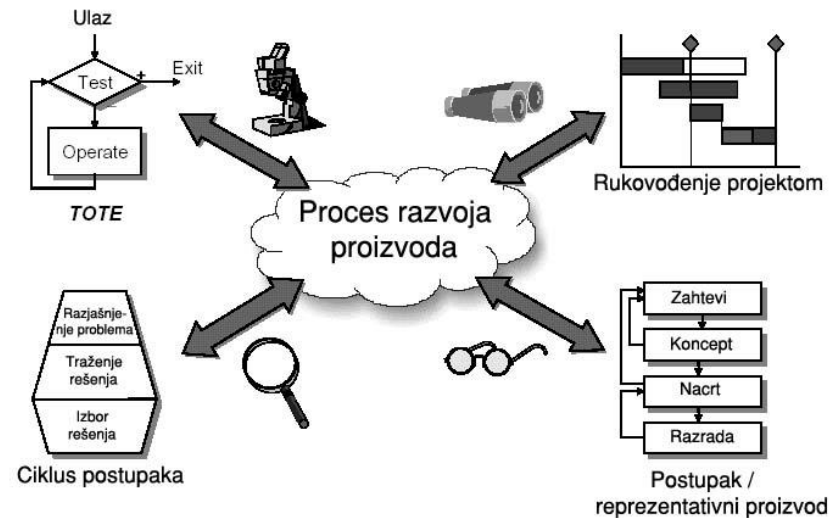 Ulaz
Test
+
Exit
–
Operate
TOTE
Rukovođenje projektom
Proces razvoja
proizvoda
Razjašnje-
nje problema
Traženje
rešenja
Izbor
rešenja
Ciklus postupaka
Zahtevi
Koncept
Nacrt
Razrada
Postupak /
reprezentativni proizvod